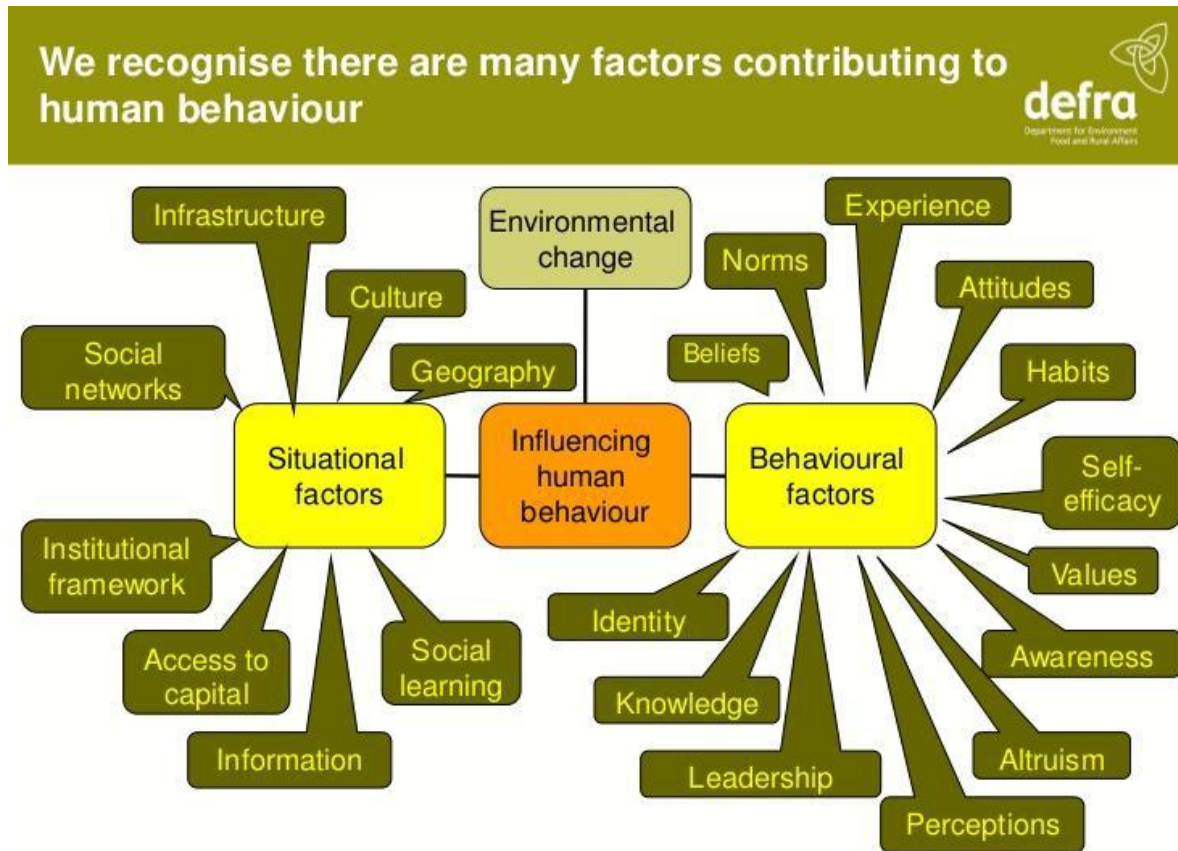 We recognise there are many factors contributing to
human behaviour
defra
Department for Environment
Food and Rural Affairs
Infrastructure
Culture
Social
networks
Geography
Environmental
change
Norms
Experience
Attitudes
Beliefs
Habits
Situational
factors
Influencing
human
behaviour
Behavioural
factors
Self-
efficacy
Values
Institutional
framework
Access to
capital
Information
Social
learning
Identity
Knowledge
Leadership
Perceptions
Altruism
Awareness